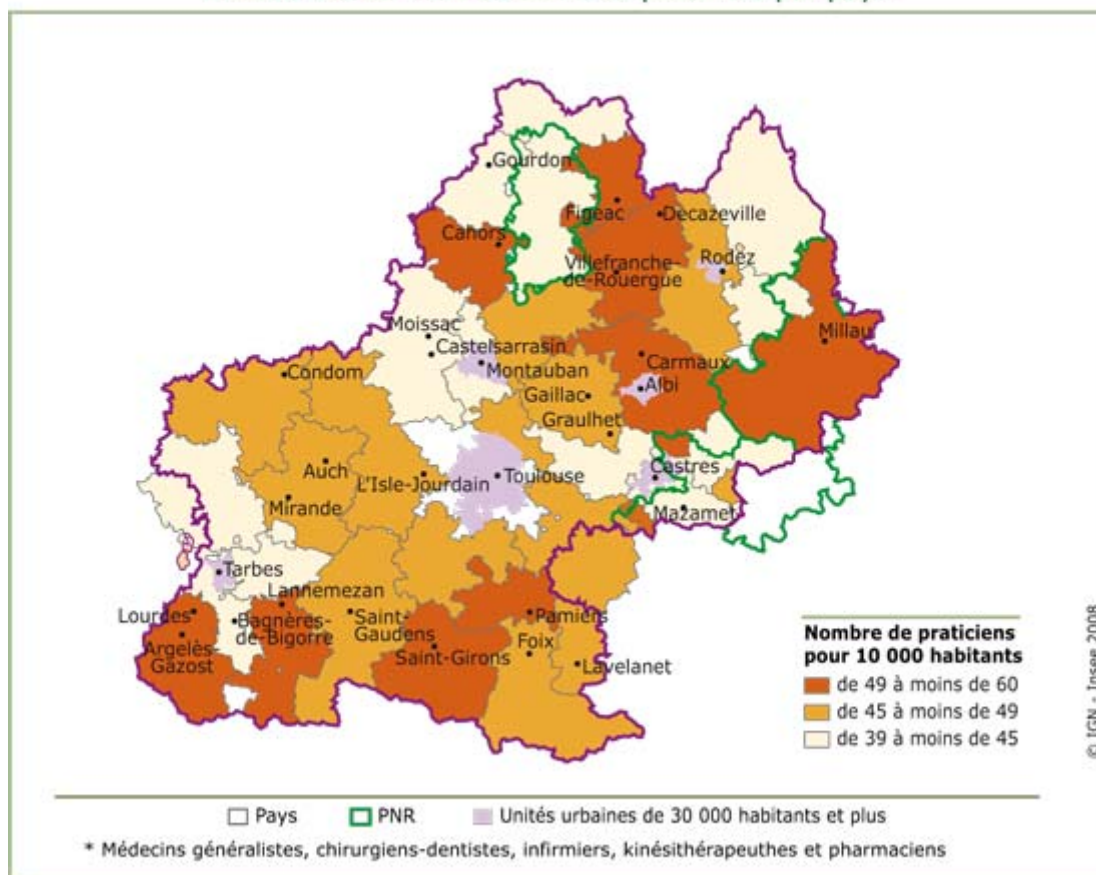 Gourdon
Figeac
Decazeville
Cahors
Villefranche-
de-Rouergue
Rodez
Moissac
Castelsarrasin
Montauban
Millau
Condom
Carmaux
Gaillac
Albi
Graulhet
Auch
L'Isle-Jourdain
Toulouse
Castres
Mirande
Mazamet
Tarbes
Lannemezan
Lourdes
Bagnères-
de-Bigorre
Saint-
Gaudens
Pamiers
Argelès-
Gazost
Saint-Girons
Foix
Lavelanet
Nombre de praticiens
pour 10 000 habitants
de 49 à moins de 60
de 45 à moins de 49
de 39 à moins de 45
© IGN - Insee 2008
Pays
PNR
Unités urbaines de 30 000 habitants et plus
* Médecins généralistes, chirurgiens-dentistes, infirmiers, kinésithérapeuthes et pharmaciens